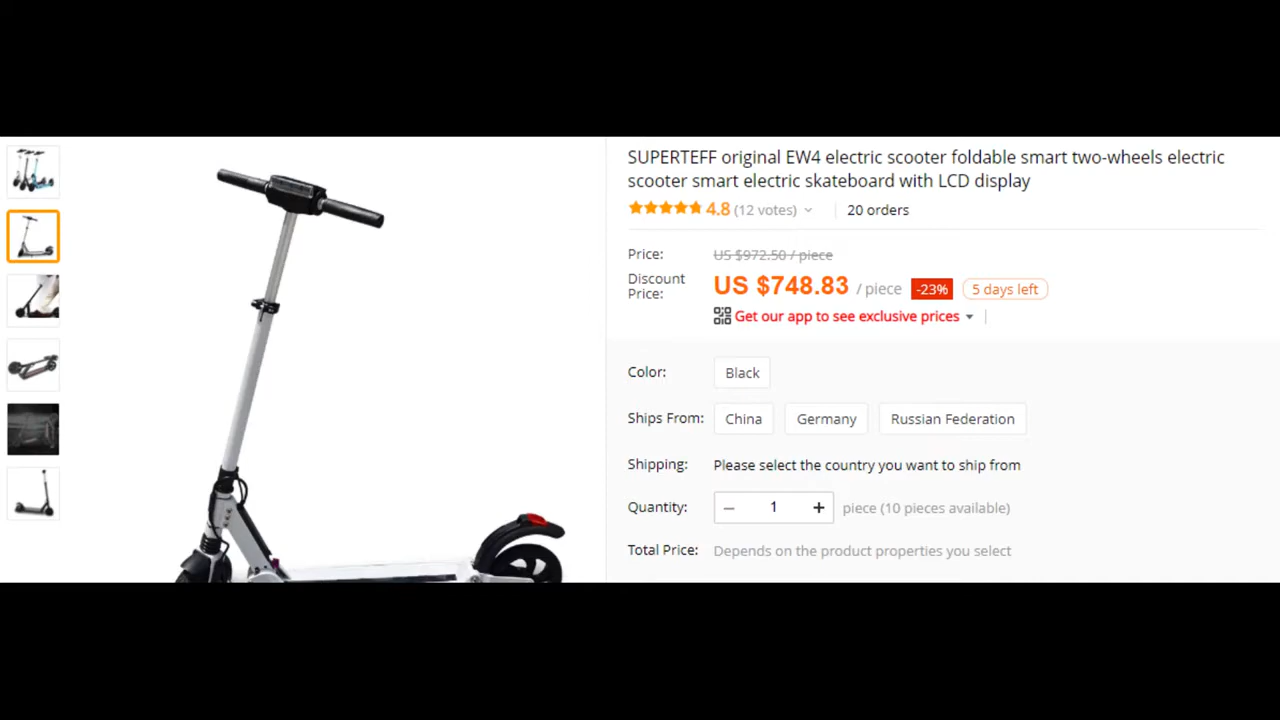 SUPERTEFF original EW4 electric scooter foldable smart two-wheels electric
scooter smart electric skateboard with LCD display
4.8 (12 votes) 20 orders
Price: US $972.50 / piece
Discount Price: US $748.83 / piece -23% 5 days left
Get our app to see exclusive prices
Color: Black
Ships From: China Germany Russian Federation
Shipping: Please select the country you want to ship from
Quantity: − 1 + piece (10 pieces available)
Total Price: Depends on the product properties you select